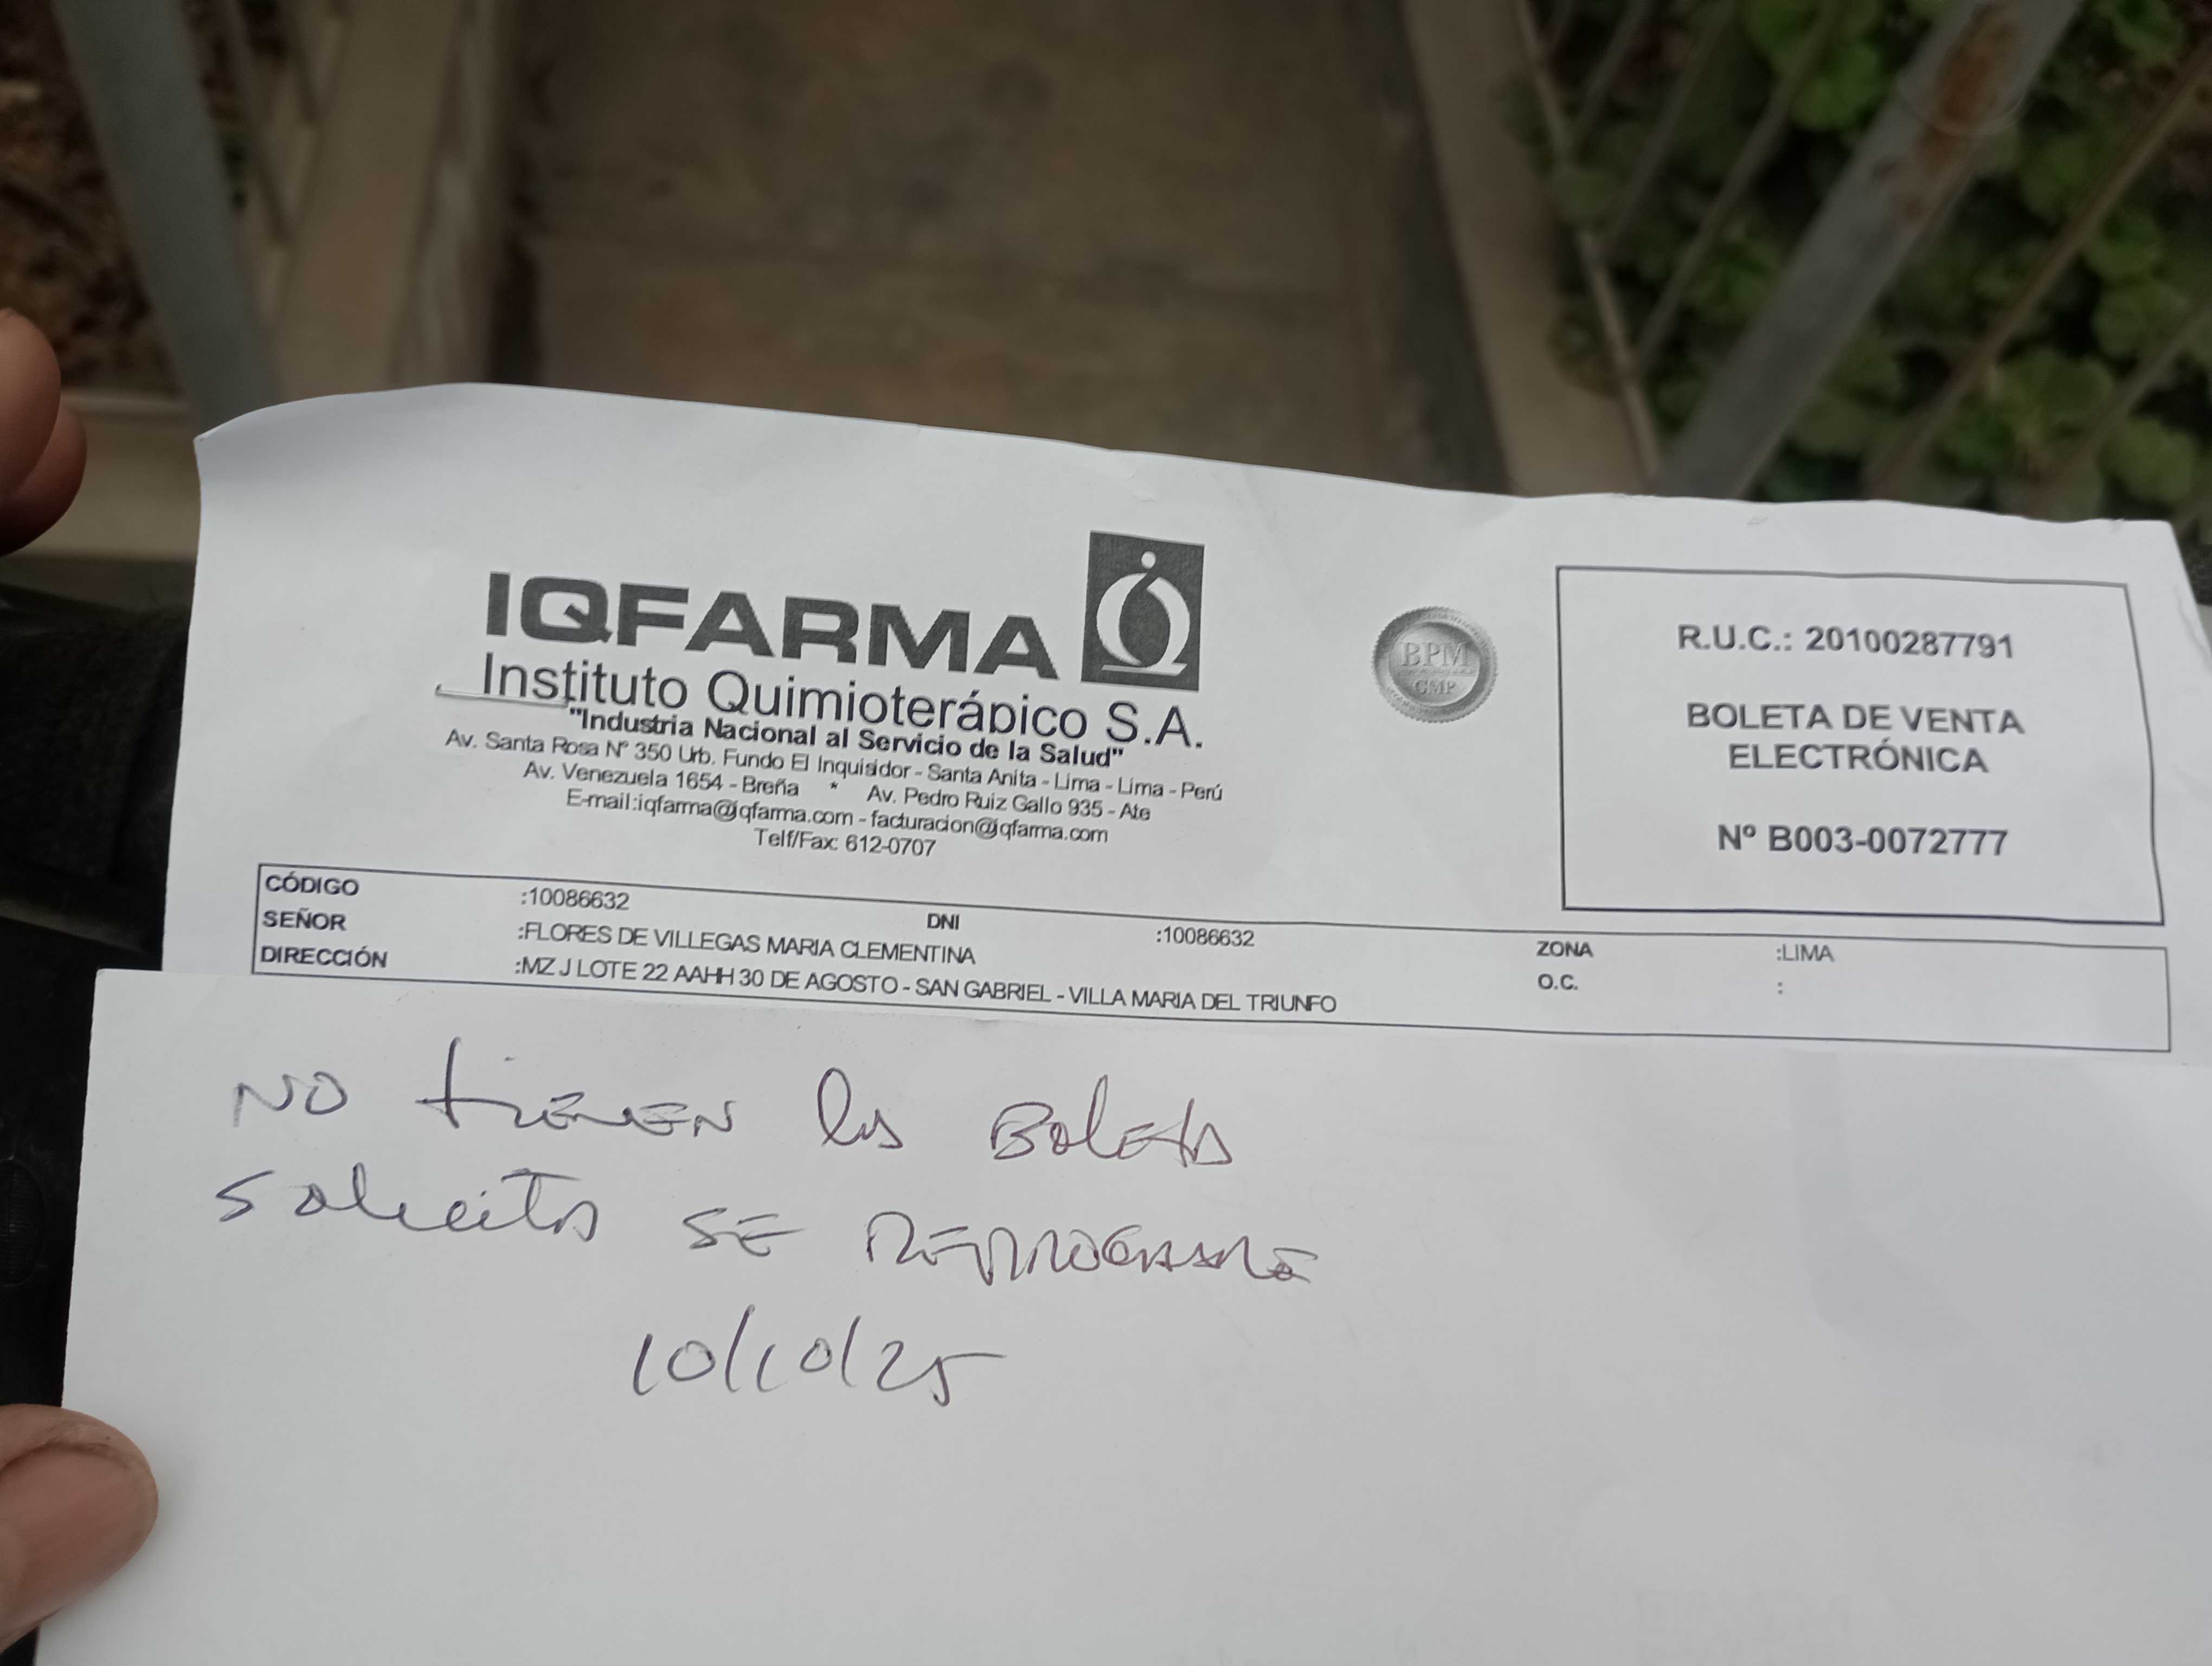 IQFARMA
Instituto Quimioterápico S.A.
"Industria Nacional al Servicio de la Salud"
Av. Santa Rosa Nº 350 Urb. Fundo El Inquisidor - Santa Anita - Lima - Lima - Perú
Av. Venezuela 1654 - Breña * Av. Pedro Ruiz Gallo 935 - Ate
E-mail:iqfarma@iqfarma.com - facturacion@iqfarma.com
Telf/Fax: 612-0707
BPM
GMP
R.U.C.: 20100287791
BOLETA DE VENTA
ELECTRÓNICA
Nº B003-0072777
CÓDIGO :10086632 DNI :10086632 ZONA :LIMA
SEÑOR :FLORES DE VILLEGAS MARIA CLEMENTINA O.C. :
DIRECCIÓN :MZ J LOTE 22 AAHH 30 DE AGOSTO - SAN GABRIEL - VILLA MARIA DEL TRIUNFO
NO tiENEN las BolEtA
solicitas SE REPROGRAME
10/10/25